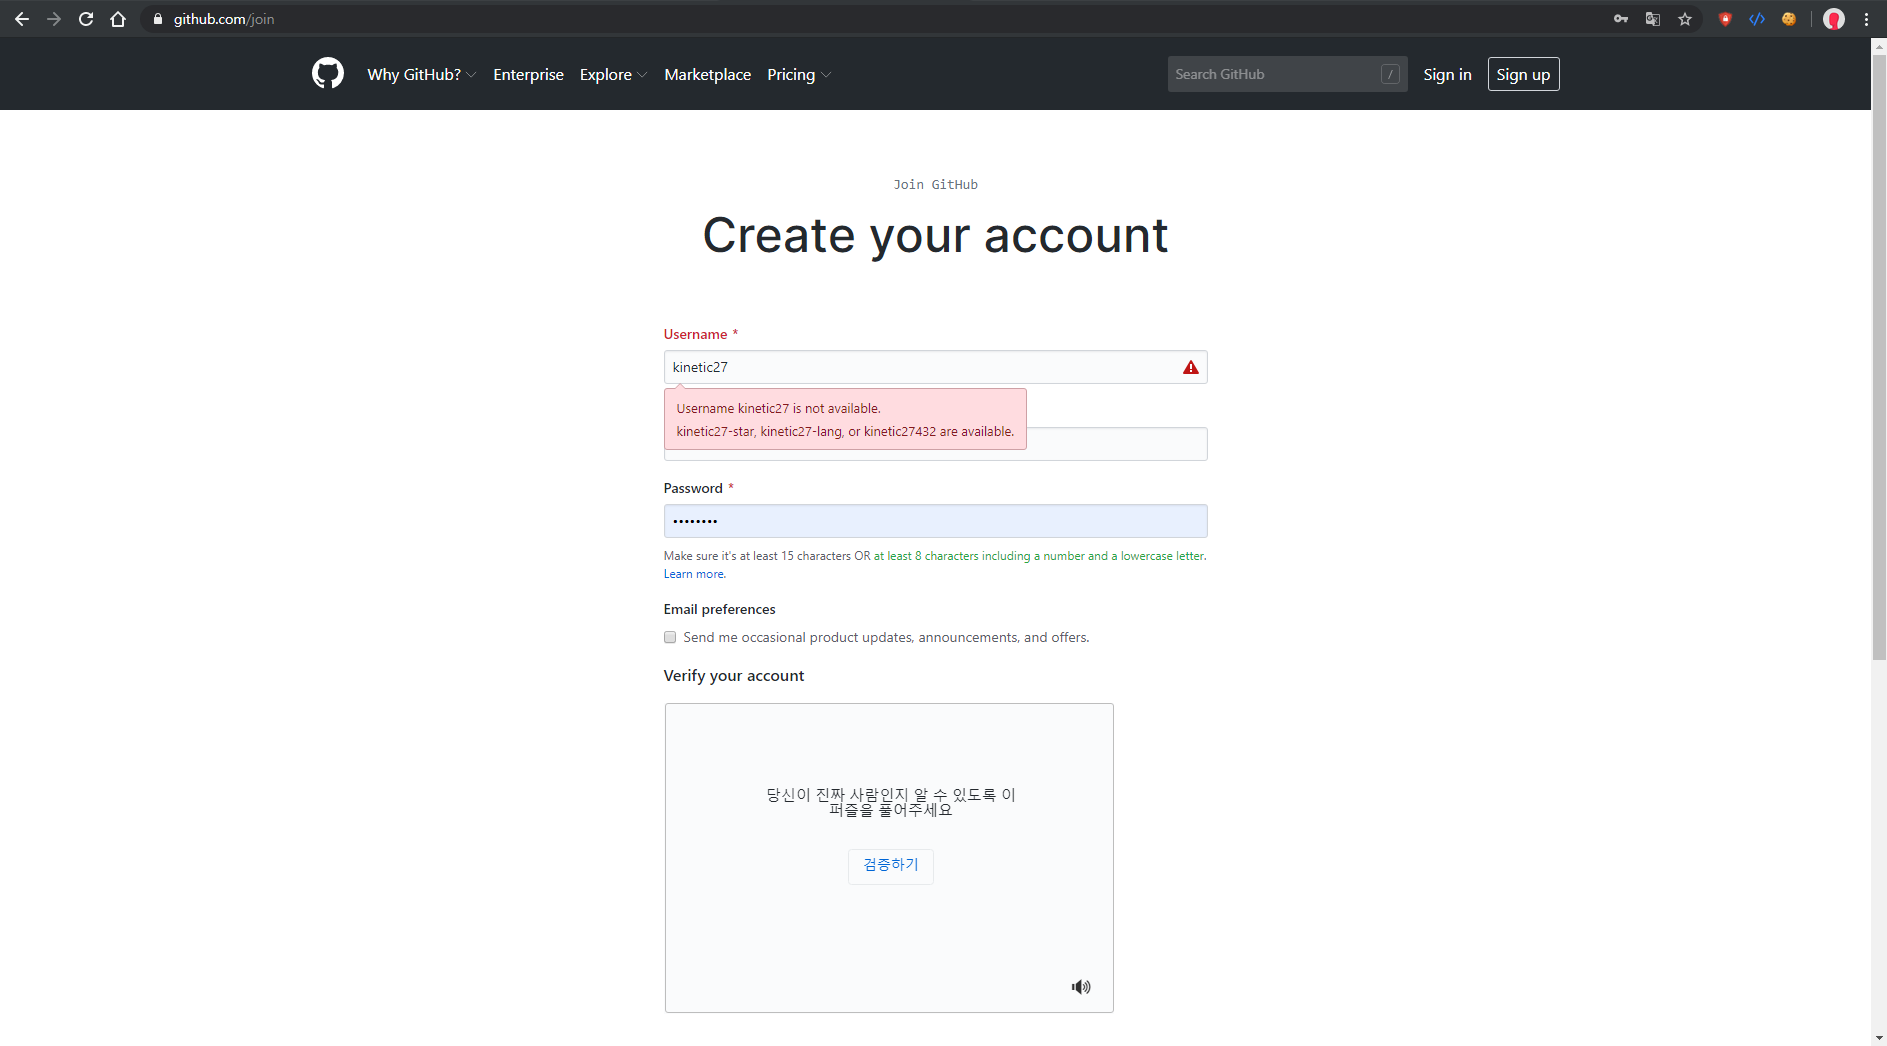 github.com/join
Why GitHub? Enterprise Explore Marketplace Pricing Search GitHub / Sign in Sign up
Join GitHub
Create your account
Username *
kinetic27
Username kinetic27 is not available.
kinetic27-star, kinetic27-lang, or kinetic27432 are available.
Password *
••••••••
Make sure it's at least 15 characters OR at least 8 characters including a number and a lowercase letter.
Learn more.
Email preferences
Send me occasional product updates, announcements, and offers.
Verify your account
당신이 진짜 사람인지 알 수 있도록 이
퍼즐을 풀어주세요
검증하기